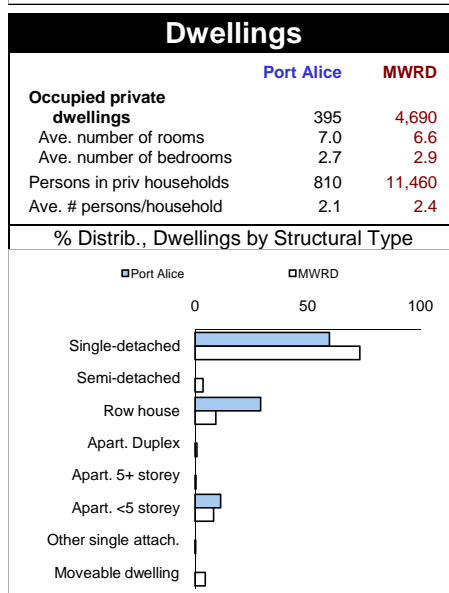 Dwellings
Port Alice MWRD
Occupied private
dwellings 395 4,690
Ave. number of rooms 7.0 6.6
Ave. number of bedrooms 2.7 2.9
Persons in priv households 810 11,460
Ave. # persons/household 2.1 2.4
% Distrib., Dwellings by Structural Type
Port Alice MWRD
0 50 100
Single-detached
Semi-detached
Row house
Apart. Duplex
Apart. 5+ storey
Apart. <5 storey
Other single attach.
Moveable dwelling